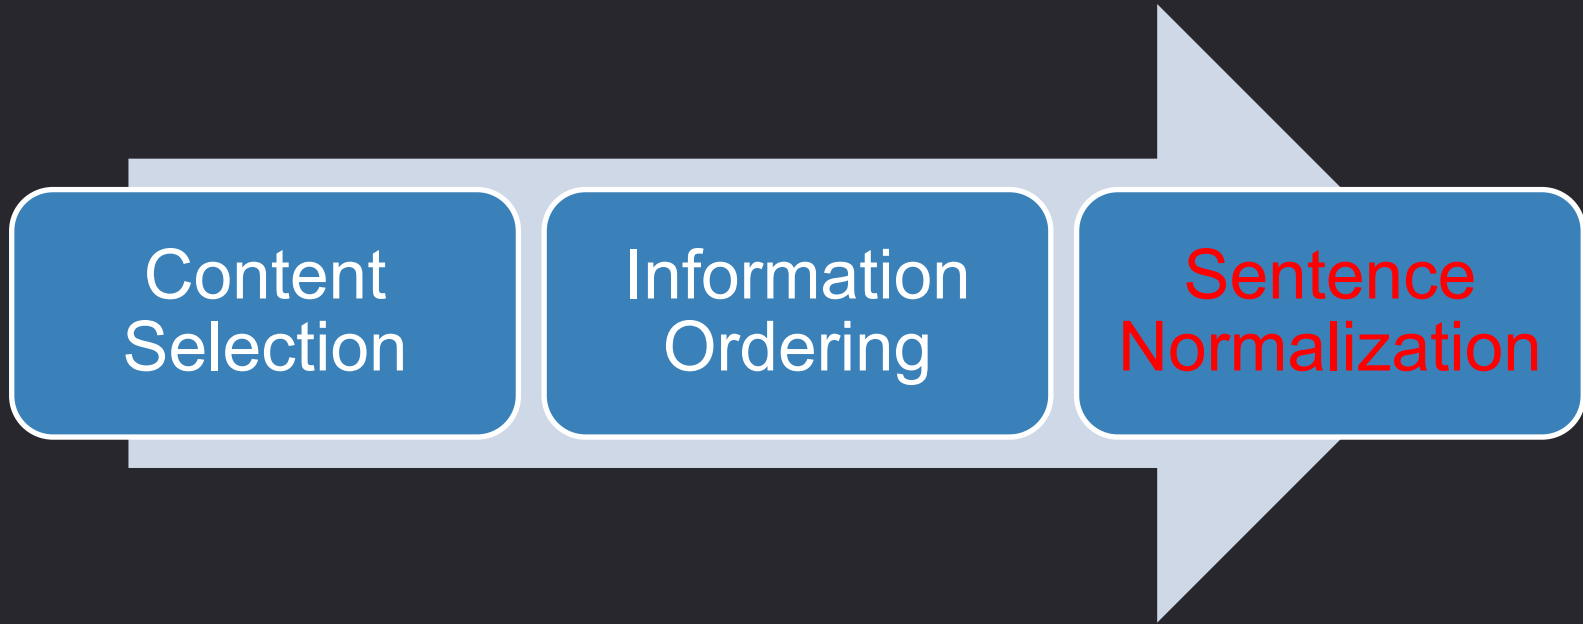 Content
Selection
Information
Ordering
Sentence
Normalization